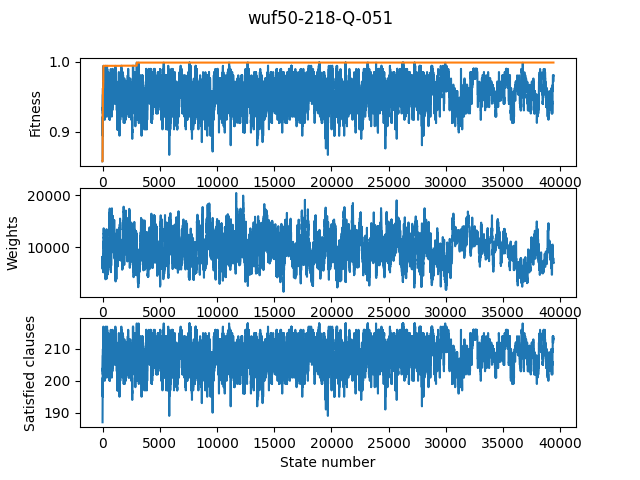 wuf50-218-Q-051
1.0
0.9
Fitness
0 5000 10000 15000 20000 25000 30000 35000 40000
20000
10000
Weights
0 5000 10000 15000 20000 25000 30000 35000 40000
210
200
190
Satisfied clauses
0 5000 10000 15000 20000 25000 30000 35000 40000
State number